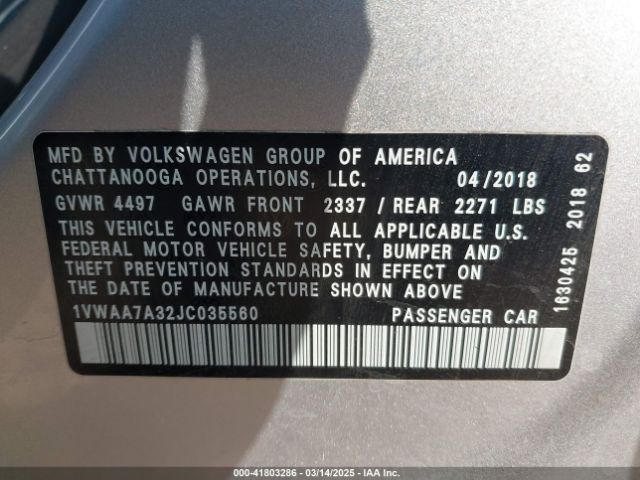 MFD BY VOLKSWAGEN GROUP OF AMERICA
CHATTANOOGA OPERATIONS, LLC. 04/2018
GVWR 4497 GAWR FRONT 2337 / REAR 2271 LBS
THIS VEHICLE CONFORMS TO ALL APPLICABLE U.S.
FEDERAL MOTOR VEHICLE SAFETY, BUMPER AND
THEFT PREVENTION STANDARDS IN EFFECT ON
THE DATE OF MANUFACTURE SHOWN ABOVE
1VWAA7A32JC035560 PASSENGER CAR
1630425 2018 62
000-41803286 - 03/14/2025 - IAA Inc.